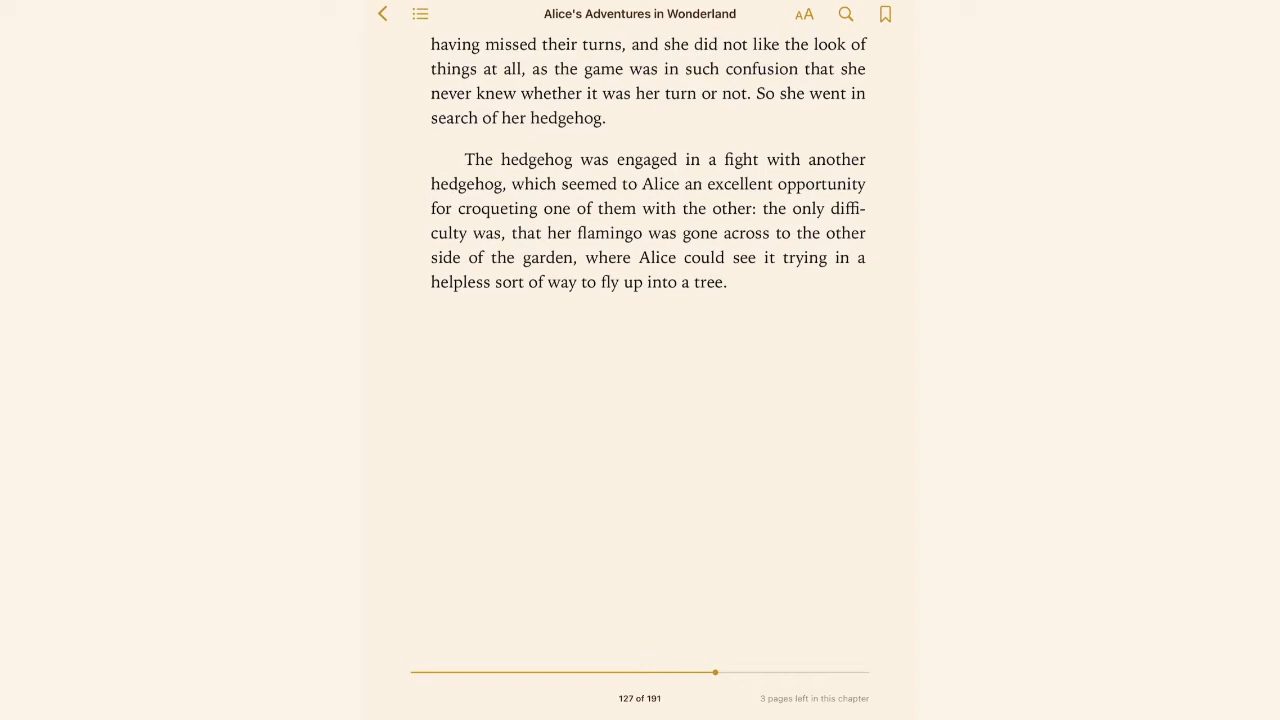 Alice's Adventures in Wonderland
AA
having missed their turns, and she did not like the look of
things at all, as the game was in such confusion that she
never knew whether it was her turn or not. So she went in
search of her hedgehog.
The hedgehog was engaged in a fight with another
hedgehog, which seemed to Alice an excellent opportunity
for croqueting one of them with the other: the only diffi-
culty was, that her flamingo was gone across to the other
side of the garden, where Alice could see it trying in a
helpless sort of way to fly up into a tree.
127 of 191
3 pages left in this chapter